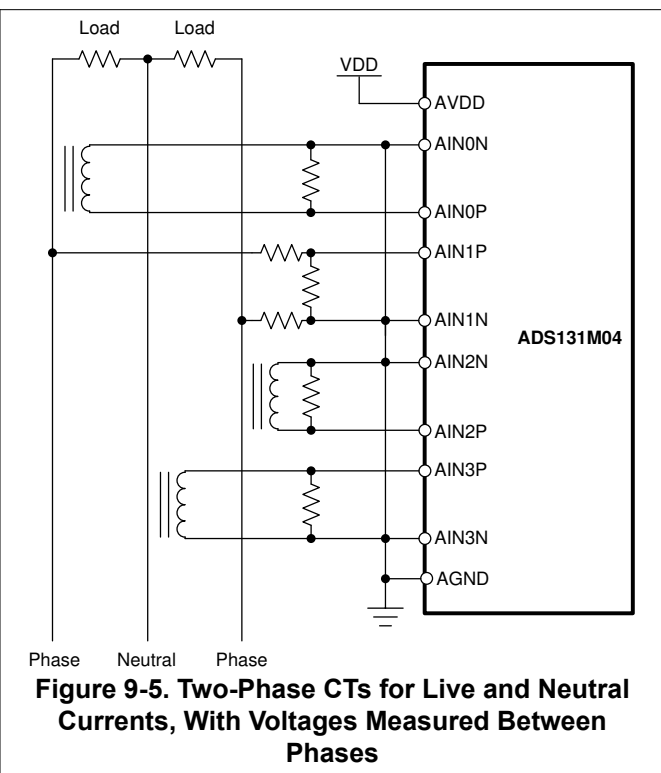 Load Load
VDD
AVDD
AIN0N
AIN0P
AIN1P
AIN1N
ADS131M04
AIN2N
AIN2P
AIN3P
AIN3N
AGND
Phase Neutral Phase
Figure 9-5. Two-Phase CTs for Live and Neutral
Currents, With Voltages Measured Between
Phases